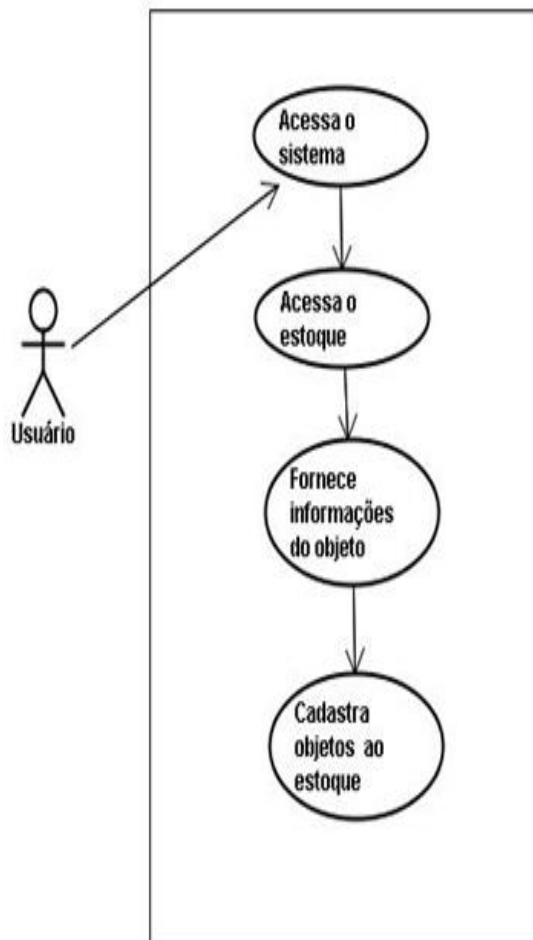 Acessa o
sistema
Acessa o
estoque
Usuário
Fornece
informações
do objeto
Cadastra
objetos ao
estoque